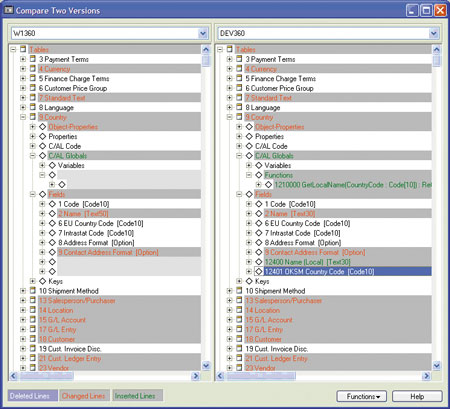 Compare Two Versions
W1360
DEV360
Tables
3 Payment Terms
4 Currency
5 Finance Charge Terms
6 Customer Price Group
7 Standard Text
8 Language
9 Country
Object-Properties
Properties
C/AL Code
C/AL Globals
Variables
Fields
1 Code [Code10]
2 Name [Text50]
6 EU Country Code [Code10]
7 Intrastat Code [Code10]
8 Address Format [Option]
9 Contact Address Format [Option]
Keys
10 Shipment Method
13 Salesperson/Purchaser
14 Location
15 G/L Account
17 G/L Entry
18 Customer
19 Cust. Invoice Disc.
21 Cust. Ledger Entry
23 Vendor
Tables
3 Payment Terms
4 Currency
5 Finance Charge Terms
6 Customer Price Group
7 Standard Text
8 Language
9 Country
Object-Properties
Properties
C/AL Code
C/AL Globals
Variables
Functions
1210000 GetLocalName(CountryCode : Code[10]) : Ret
Fields
1 Code [Code10]
2 Name [Text30]
6 EU Country Code [Code10]
7 Intrastat Code [Code10]
8 Address Format [Option]
9 Contact Address Format [Option]
12400 Name (Local) [Text30]
12401 OKSM Country Code [Code10]
Keys
10 Shipment Method
13 Salesperson/Purchaser
14 Location
15 G/L Account
17 G/L Entry
18 Customer
19 Cust. Invoice Disc.
21 Cust. Ledger Entry
23 Vendor
Deleted Lines
Changed Lines
Inserted Lines
Functions
Help